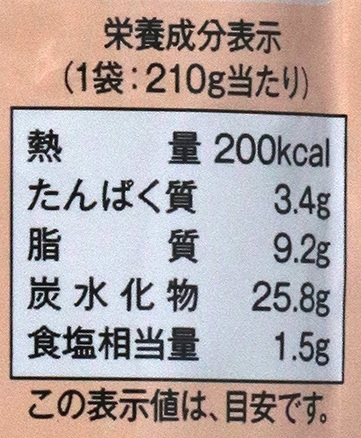 栄養成分表示
(1袋:210g当たり)
熱量 200kcal
たんぱく質 3.4g
脂質 9.2g
炭水化物 25.8g
食塩相当量 1.5g
この表示値は、目安です。